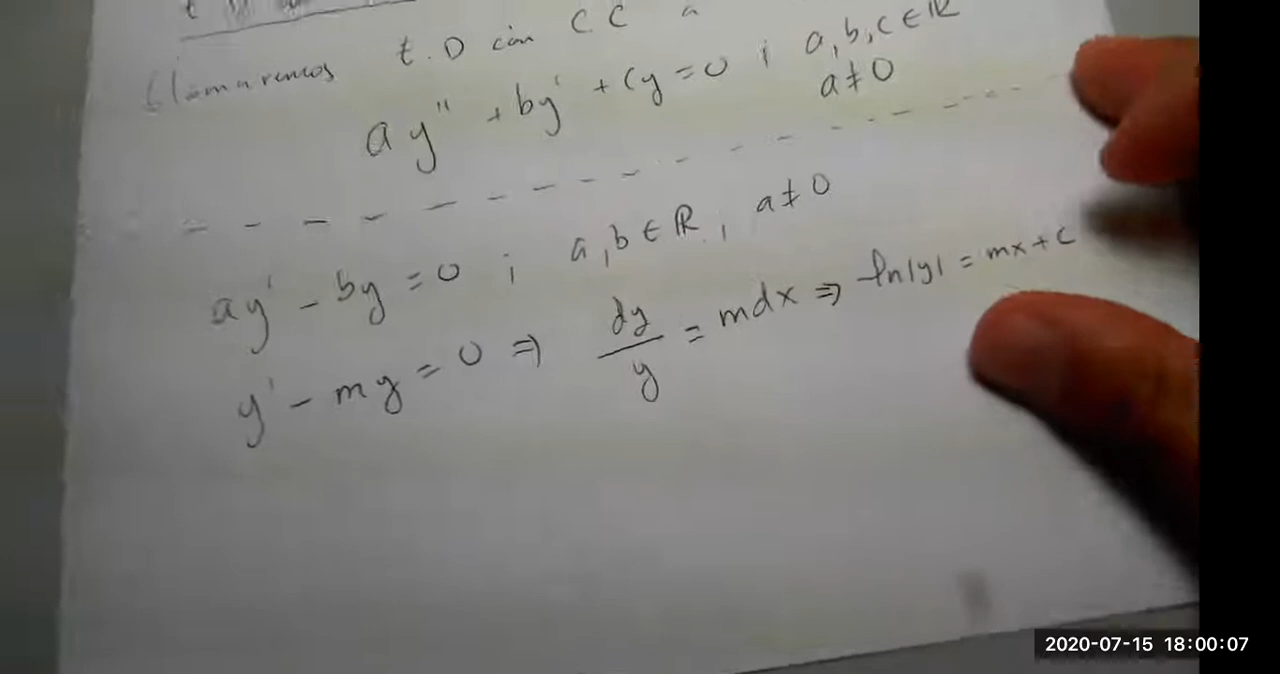 llamaremos E.D con C.C a
ay'' + by' + cy = 0 ; a,b,c ∈ ℝ
a ≠ 0
ay' - by = 0 ; a,b ∈ ℝ, a ≠ 0
y' - my = 0 ⇒ dy/y = mdx ⇒ ln|y| = mx + c
2020-07-15 18:00:07